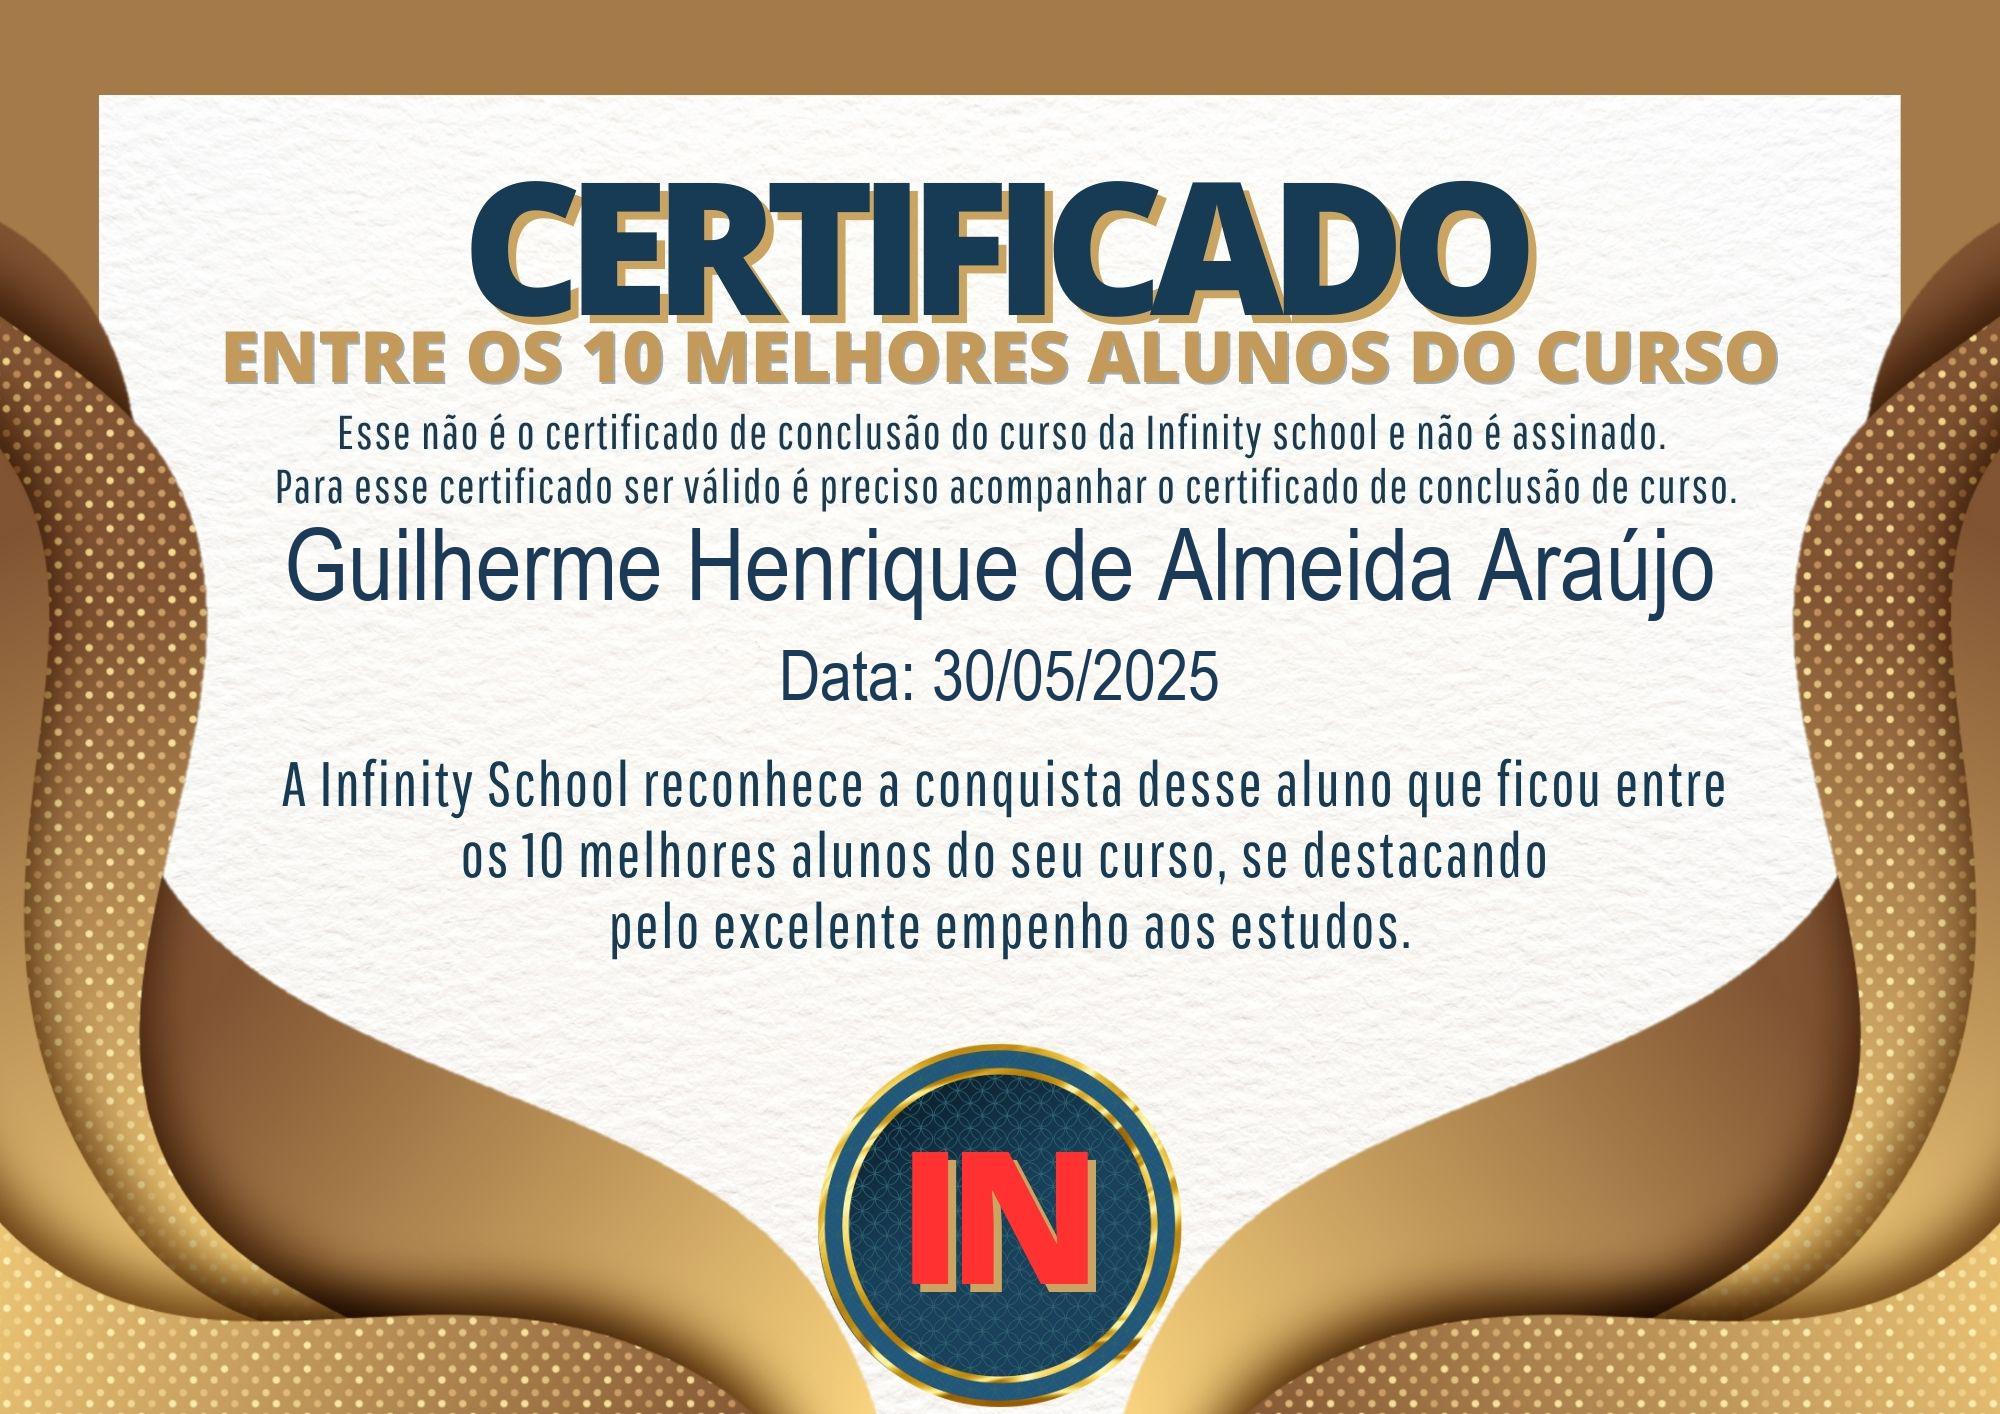 CERTIFICADO
ENTRE OS 10 MELHORES ALUNOS DO CURSO
Esse não é o certificado de conclusão do curso da Infinity school e não é assinado.
Para esse certificado ser válido é preciso acompanhar o certificado de conclusão de curso.
Guilherme Henrique de Almeida Araújo
Data: 30/05/2025
A Infinity School reconhece a conquista desse aluno que ficou entre
os 10 melhores alunos do seu curso, se destacando
pelo excelente empenho aos estudos.
IN